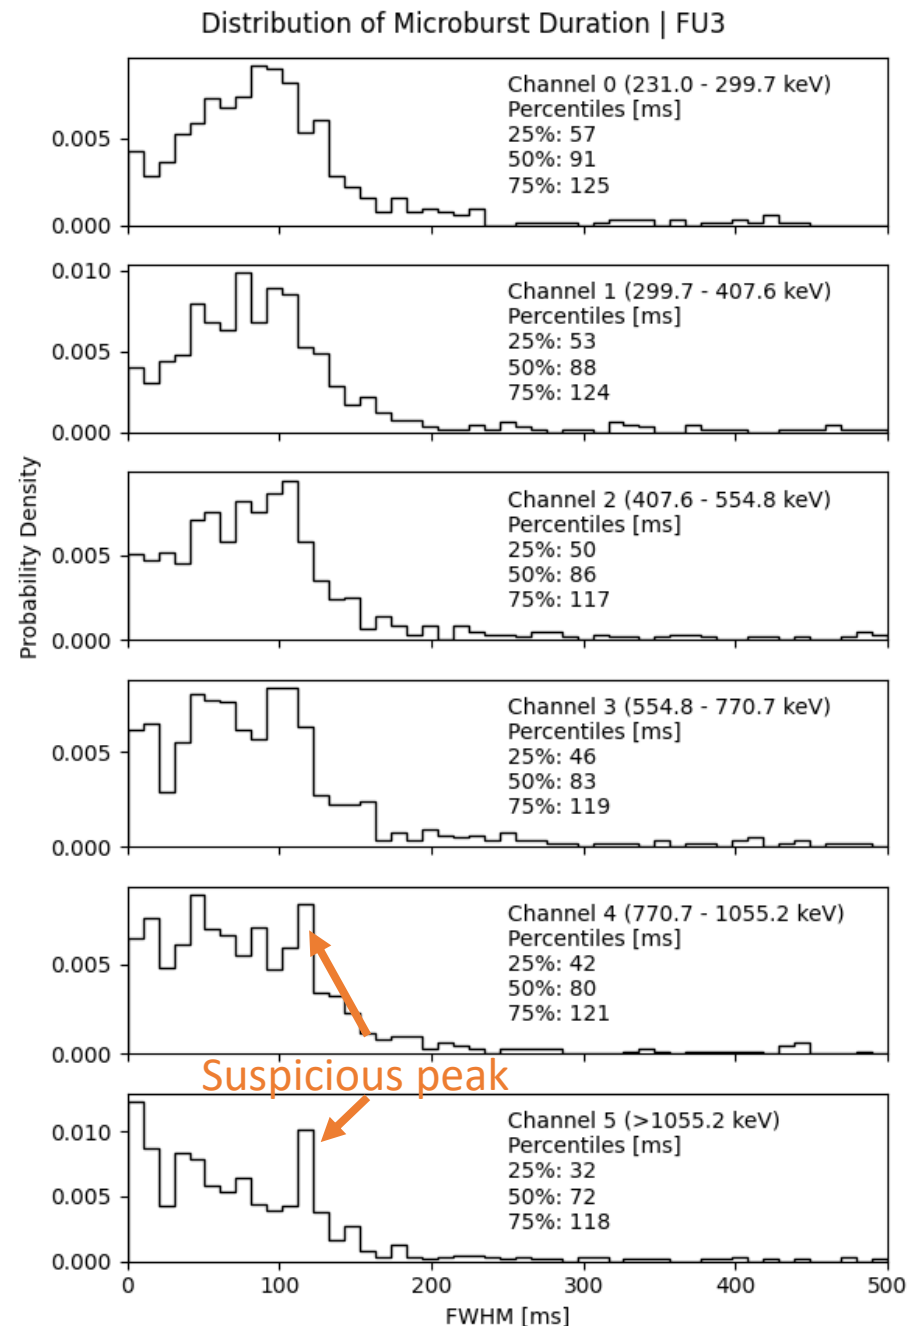 Distribution of Microburst Duration | FU3
Channel 0 (231.0 - 299.7 keV)
Percentiles [ms]
25%: 57
50%: 91
75%: 125
0.005
0.000
Channel 1 (299.7 - 407.6 keV)
Percentiles [ms]
25%: 53
50%: 88
75%: 124
0.010
0.005
0.000
Probability Density
Channel 2 (407.6 - 554.8 keV)
Percentiles [ms]
25%: 50
50%: 86
75%: 117
0.005
0.000
Channel 3 (554.8 - 770.7 keV)
Percentiles [ms]
25%: 46
50%: 83
75%: 119
0.005
0.000
Channel 4 (770.7 - 1055.2 keV)
Percentiles [ms]
25%: 42
50%: 80
75%: 121
0.005
0.000
Suspicious peak
Channel 5 (>1055.2 keV)
Percentiles [ms]
25%: 32
50%: 72
75%: 118
0.010
0.005
0.000
0 100 200 300 400 500
FWHM [ms]